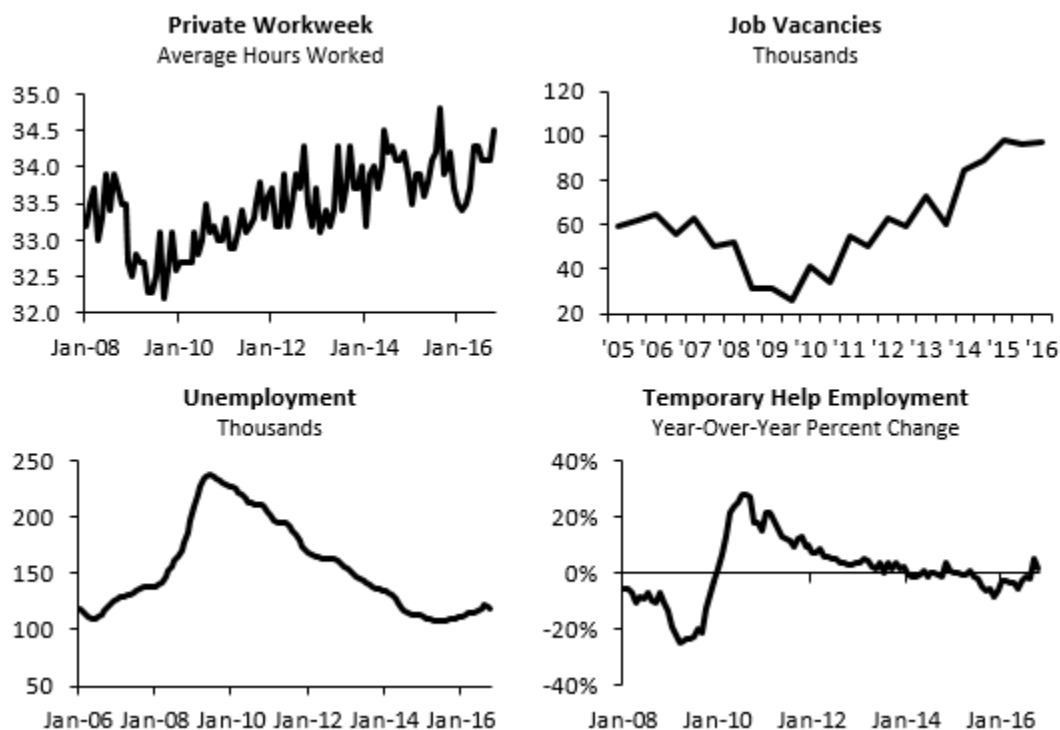 Private Workweek
Average Hours Worked
35.0
34.5
34.0
33.5
33.0
32.5
32.0
Jan-08 Jan-10 Jan-12 Jan-14 Jan-16
Job Vacancies
Thousands
120
100
80
60
40
20
'05 '06 '07 '08 '09 '10 '11 '12 '13 '14 '15 '16
Unemployment
Thousands
250
200
150
100
50
Jan-06 Jan-08 Jan-10 Jan-12 Jan-14 Jan-16
Temporary Help Employment
Year-Over-Year Percent Change
40%
20%
0%
-20%
-40%
Jan-08 Jan-10 Jan-12 Jan-14 Jan-16